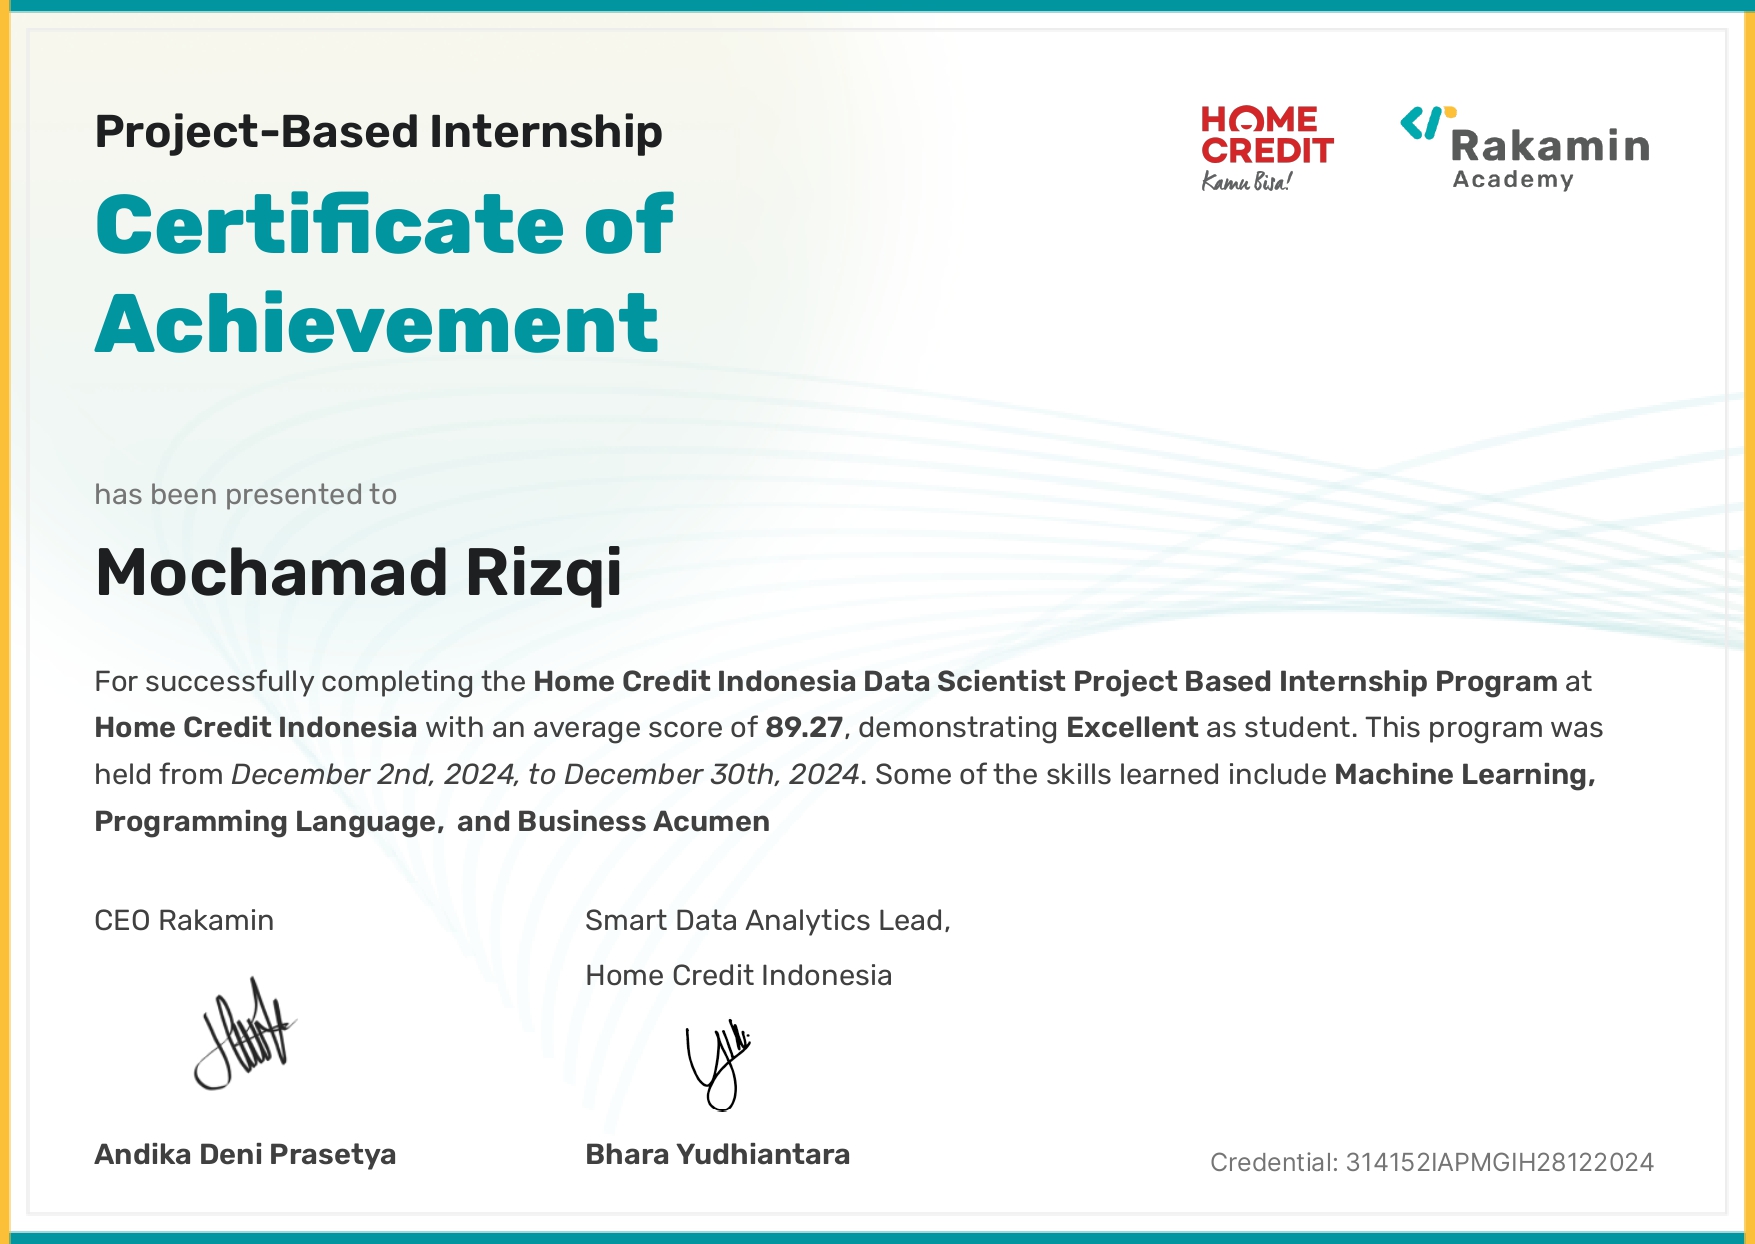 Project-Based Internship
Certificate of
Achievement
HOME
CREDIT
Kamu Bisa!
Rakamin
Academy
has been presented to
Mochamad Rizqi
For successfully completing the Home Credit Indonesia Data Scientist Project Based Internship Program at
Home Credit Indonesia with an average score of 89.27, demonstrating Excellent as student. This program was
held from December 2nd, 2024, to December 30th, 2024. Some of the skills learned include Machine Learning,
Programming Language, and Business Acumen
CEO Rakamin
Smart Data Analytics Lead,
Home Credit Indonesia
Andika Deni Prasetya
Bhara Yudhiantara
Credential: 314152IAPMGIH28122024